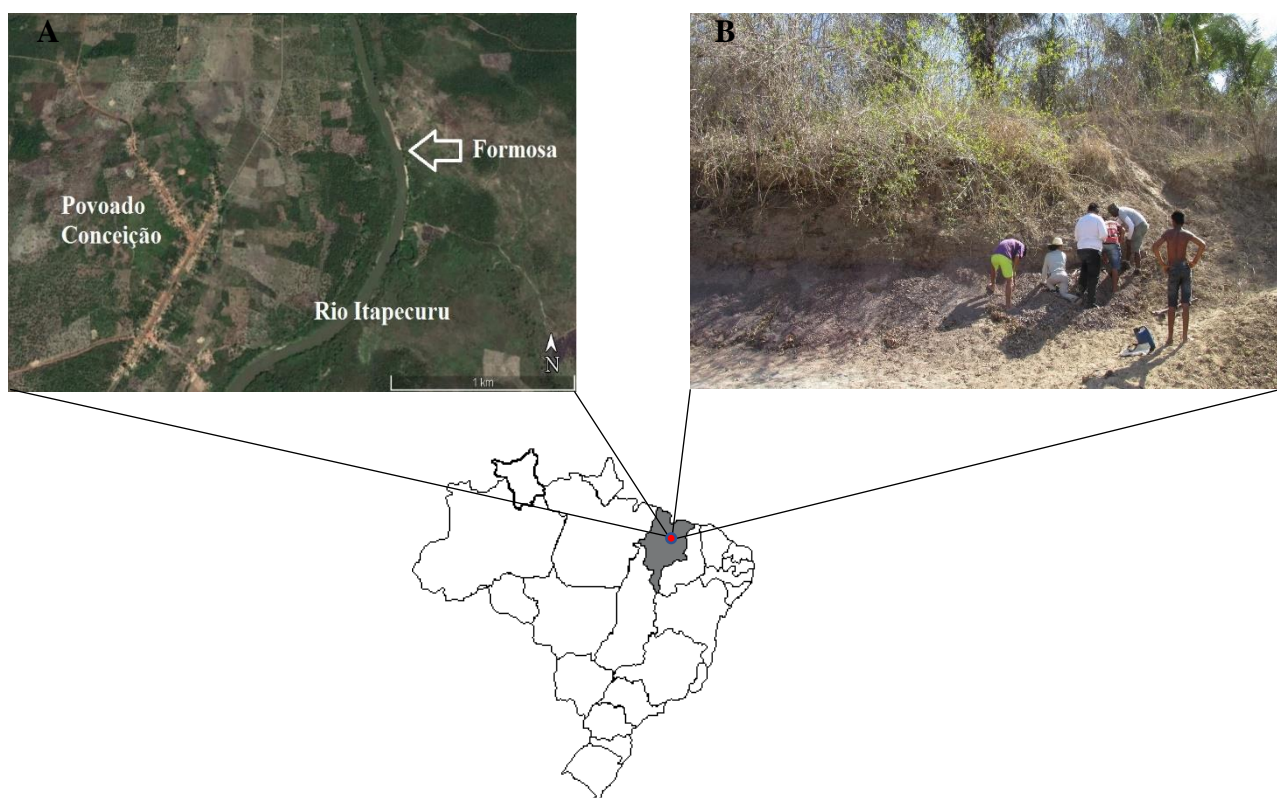 A
Formosa
Povoado
Conceição
Rio Itapecuru
N
1 km
B